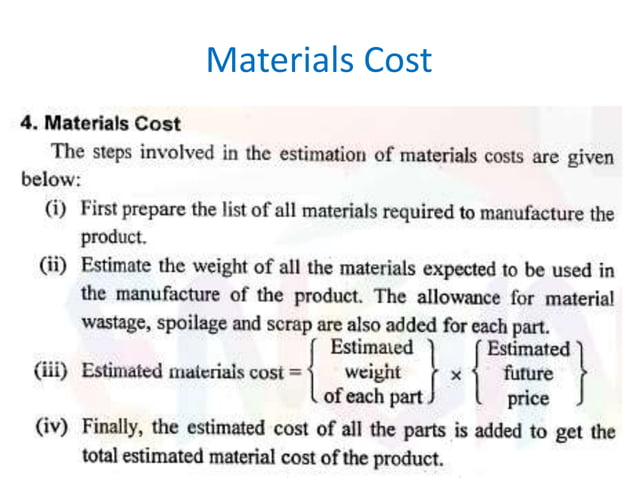 Materials Cost
4. Materials Cost
The steps involved in the estimation of materials costs are given
below:
(i) First prepare the list of all materials required to manufacture the
product.
(ii) Estimate the weight of all the materials expected to be used in
the manufacture of the product. The allowance for material
wastage, spoilage and scrap are also added for each part.
(iii) Estimated materials cost = { Estimated weight of each part } × { Estimated future price }
(iv) Finally, the estimated cost of all the parts is added to get the
total estimated material cost of the product.